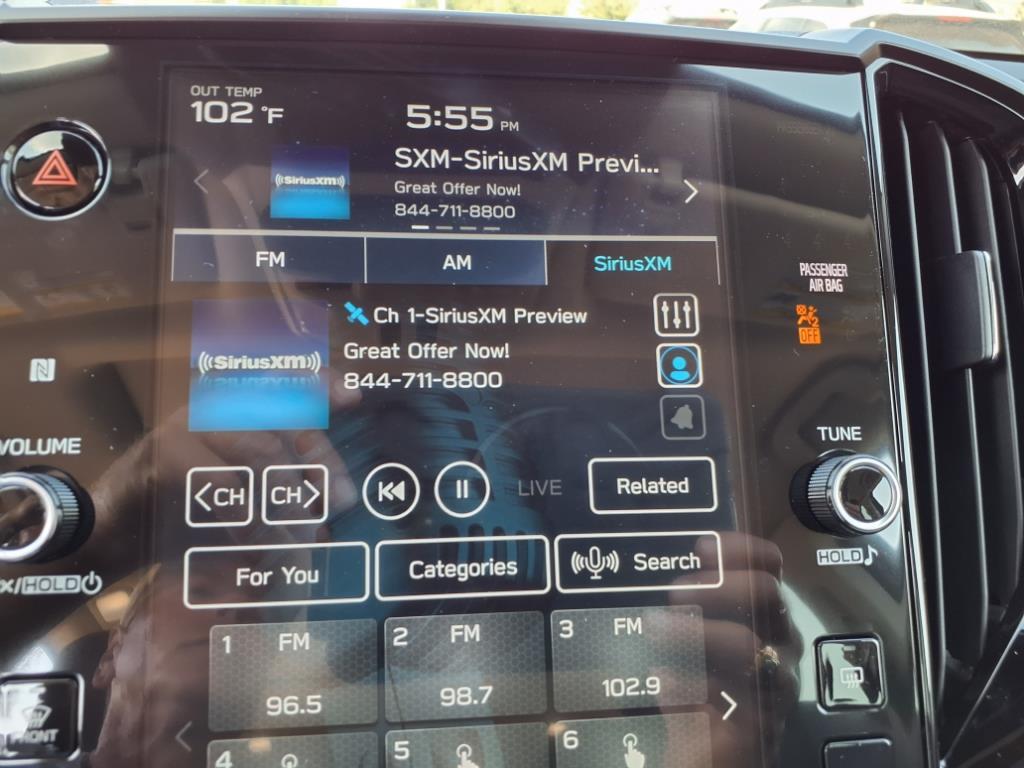 OUT TEMP
102 °F
5:55 PM
SXM-SiriusXM Previ...
((SiriusXM))
Great Offer Now!
844-711-8800
FM
AM
SiriusXM
PASSENGER
AIR BAG
2
OFF
Ch 1-SiriusXM Preview
((SiriusXM))
Great Offer Now!
844-711-8800
N
VOLUME
TUNE
<CH
CH>
LIVE
Related
HOLD♪
/HOLD
For You
Categories
Search
1
FM
96.5
2
FM
98.7
3
FM
102.9
FRONT
4
5
6